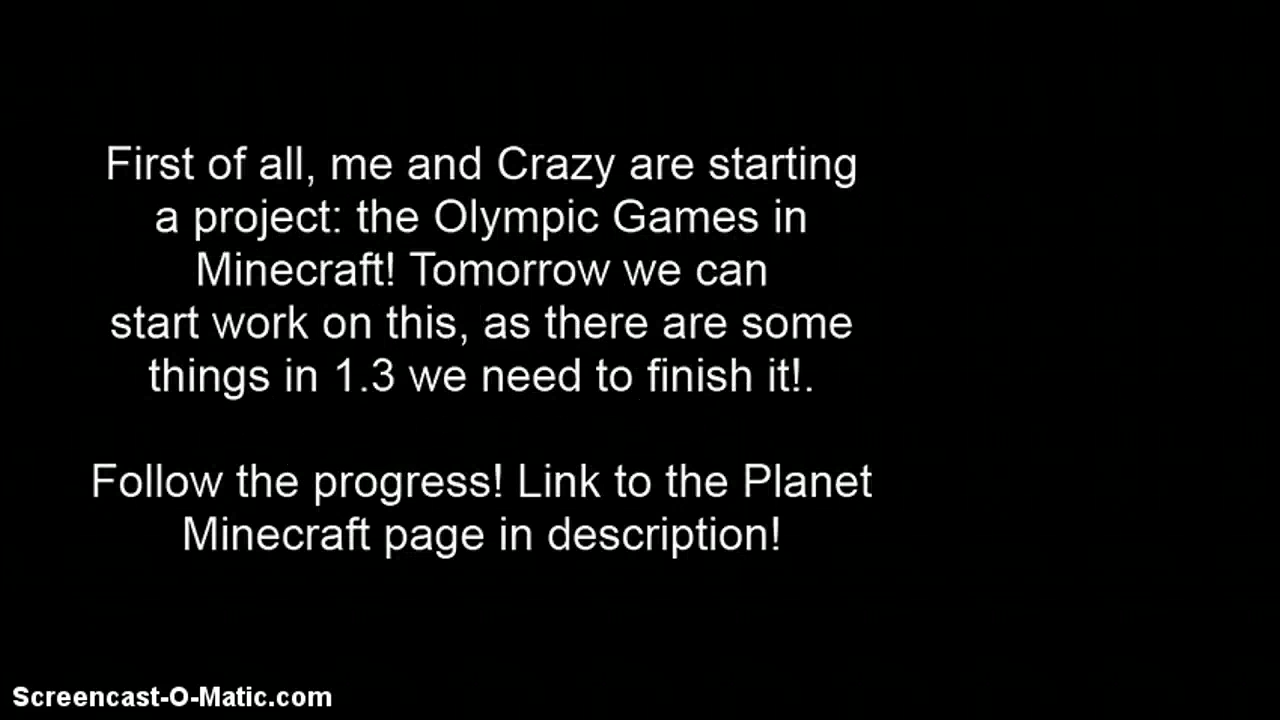 First of all, me and Crazy are starting
a project: the Olympic Games in
Minecraft! Tomorrow we can
start work on this, as there are some
things in 1.3 we need to finish it!.
Follow the progress! Link to the Planet
Minecraft page in description!
Screencast-O-Matic.com